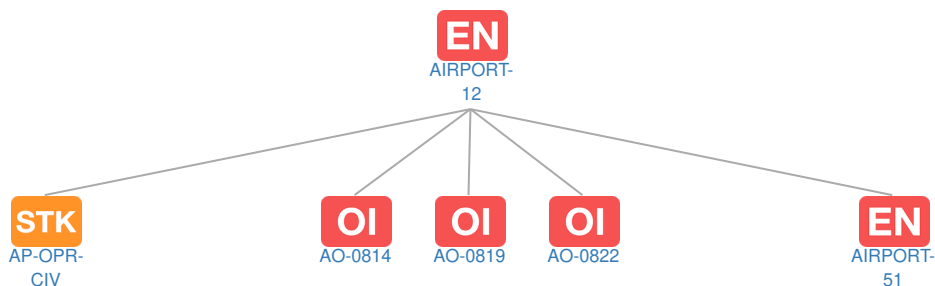 EN
AIRPORT-
12
STK
OI
OI
OI
EN
AP-OPR-
CIV
AO-0814
AO-0819
AO-0822
AIRPORT-
51